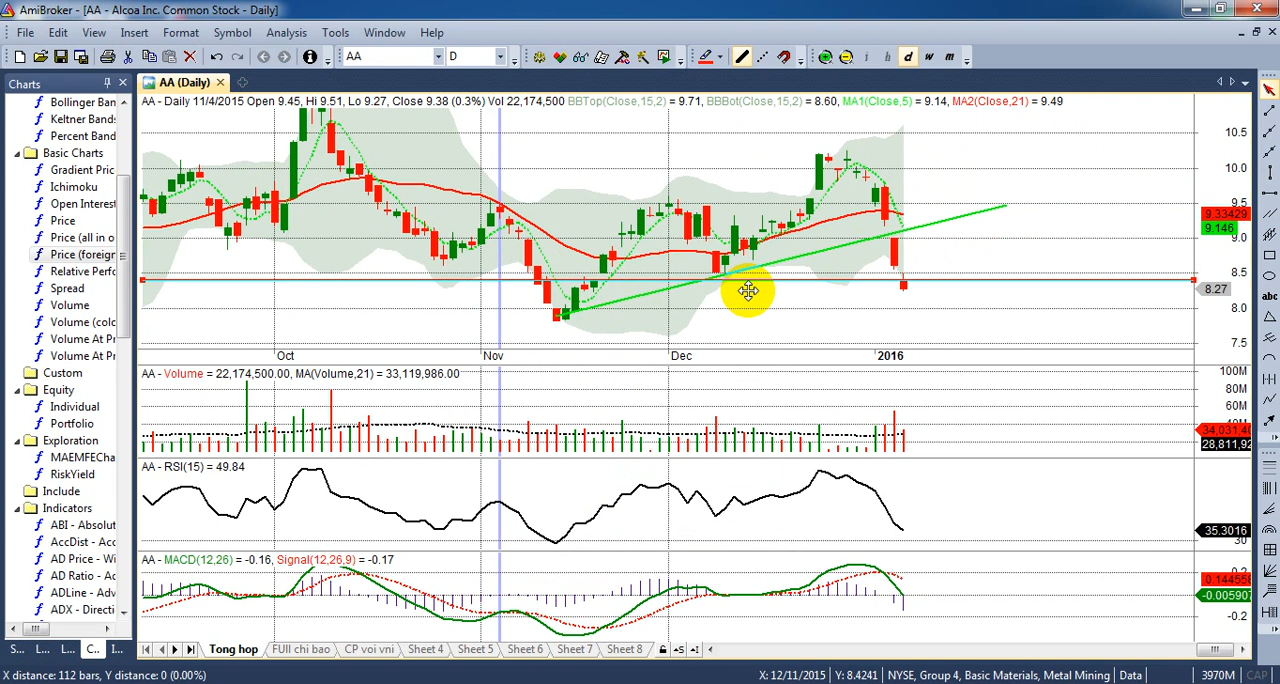 AmiBroker - [AA - Alcoa Inc. Common Stock - Daily]
File Edit View Insert Format Symbol Analysis Tools Window Help
AA D i h d w m
Charts AA (Daily)
AA - Daily 11/4/2015 Open 9.45, Hi 9.51, Lo 9.27, Close 9.38 (0.3%) Vol 22,174,500 BBTop(Close,15,2) = 9.71, BBBot(Close,15,2) = 8.60, MA1(Close,5) = 9.14, MA2(Close,21) = 9.49
Bollinger Ban
Keltner Bands
Percent Band
Basic Charts
Gradient Pric
Ichimoku
Open Interest
Price
Price (all in o
Price (foreign
Relative Perfo
Spread
Volume
Volume (colo
Volume At Pr
Volume At Pr
Custom
Equity
Individual
Portfolio
Exploration
MAEMFECha
RiskYield
Include
Indicators
ABI - Absolut
AccDist - Acc
AD Price - Wi
AD Ratio - Ad
ADLine - Adv
ADX - Directi
S... L... L... C.. I...
10.5
10.0
9.5
9.33429
9.146
9.0
8.5
8.27
8.0
7.5
Oct Nov Dec 2016
AA - Volume = 22,174,500.00, MA(Volume,21) = 33,119,986.00
100M
80M
60M
34,031,40
28,811,92
AA - RSI(15) = 49.84
35.3016
30
AA - MACD(12,26) = -0.16, Signal(12,26,9) = -0.17
0.2
0.144558
-0.005907
-0.2
Tong hop FUll chi bao CP voi vni Sheet 4 Sheet 5 Sheet 6 Sheet 7 Sheet 8
X distance: 112 bars, Y distance: 0 (0.00%) X: 12/11/2015 Y: 8.4241 NYSE, Group 4, Basic Materials, Metal Mining Data 3970M CAP
abc